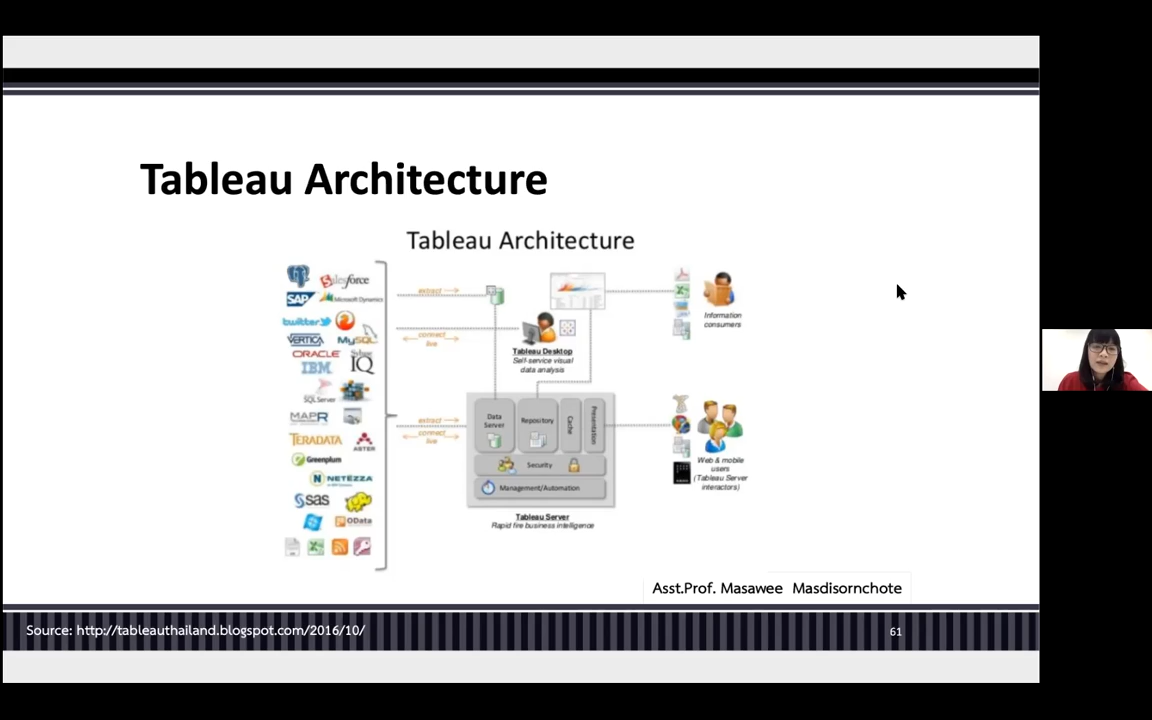 Tableau Architecture
Tableau Architecture
salesforce
SAP
Microsoft Dynamics
twitter
VERTICA
MySQL
ORACLE
Sybase
IBM
IQ
SQL Server
MAPR
TERADATA
ASTER
Greenplum
NETEZZA
sas
OData
extract
connect
live
Tableau Desktop
Self-service visual
data analysis
Information
consumers
extract
connect
live
Data
Server
Repository
Cache
Presentation
Security
Management/Automation
Tableau Server
Rapid fire business intelligence
Web & mobile
users
(Tableau Server
interactors)
Asst.Prof. Masawee Masdisornchote
Source: http://tableauthailand.blogspot.com/2016/10/
61